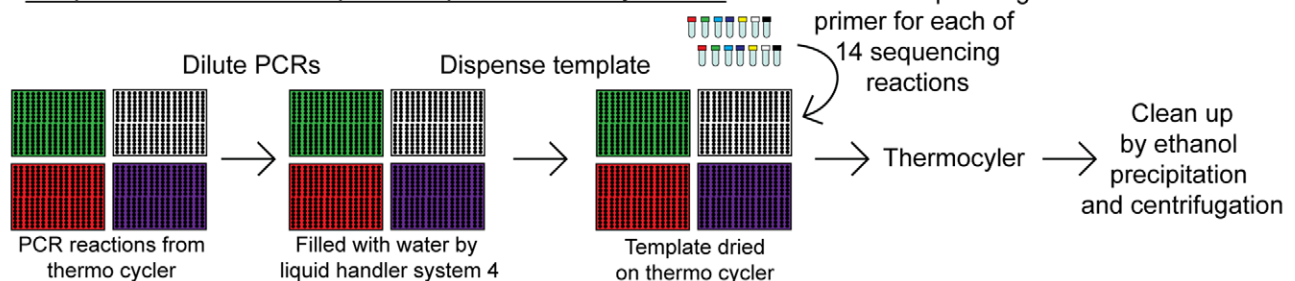 primer for each of
14 sequencing
reactions
Dilute PCRs
Dispense template
Thermocyler
Clean up
by ethanol
precipitation
and centrifugation
PCR reactions from
thermo cycler
Filled with water by
liquid handler system 4
Template dried
on thermo cycler